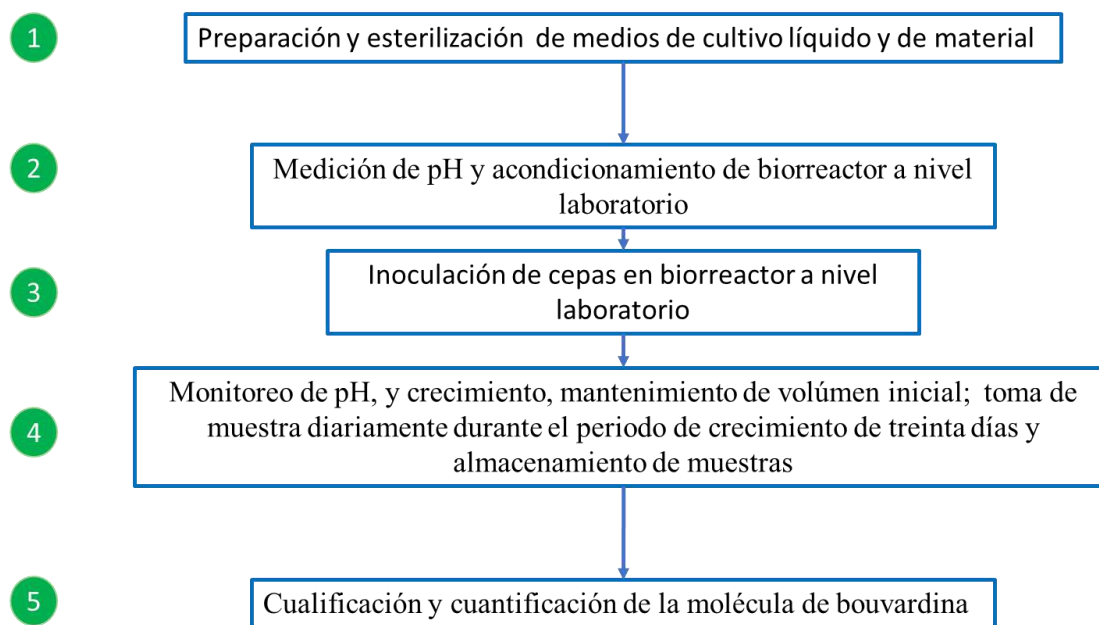 1
Preparación y esterilización de medios de cultivo líquido y de material
2
Medición de pH y acondicionamiento de biorreactor a nivel
laboratorio
3
Inoculación de cepas en biorreactor a nivel
laboratorio
4
Monitoreo de pH, y crecimiento, mantenimiento de volúmen inicial; toma de
muestra diariamente durante el periodo de crecimiento de treinta días y
almacenamiento de muestras
5
Cualificación y cuantificación de la molécula de bouvardina